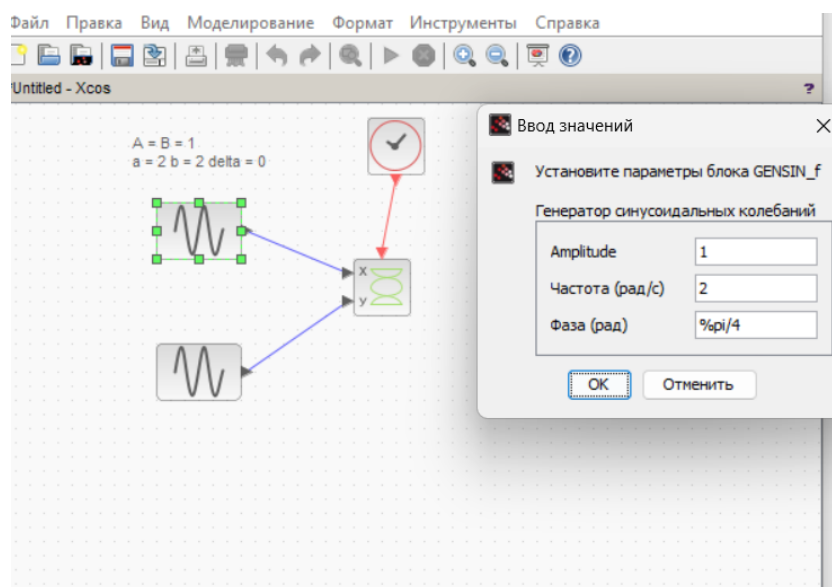 Файл Правка Вид Моделирование Формат Инструменты Справка
Untitled - Xcos
?
A = B = 1
a = 2 b = 2 delta = 0
x
y
Ввод значений
Установите параметры блока GENSIN_f
Генератор синусоидальных колебаний
Amplitude 1
Частота (рад/с) 2
Фаза (рад) %pi/4
OK Отменить